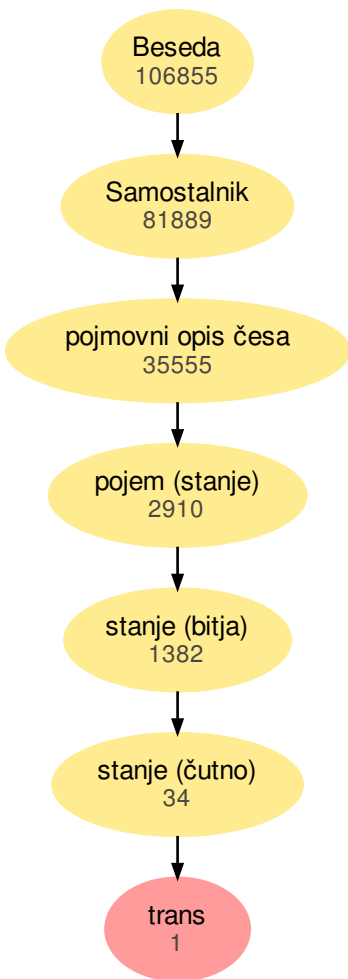 Beseda
106855
Samostalnik
81889
pojmovni opis česa
35555
pojem (stanje)
2910
stanje (bitja)
1382
stanje (čutno)
34
trans
1